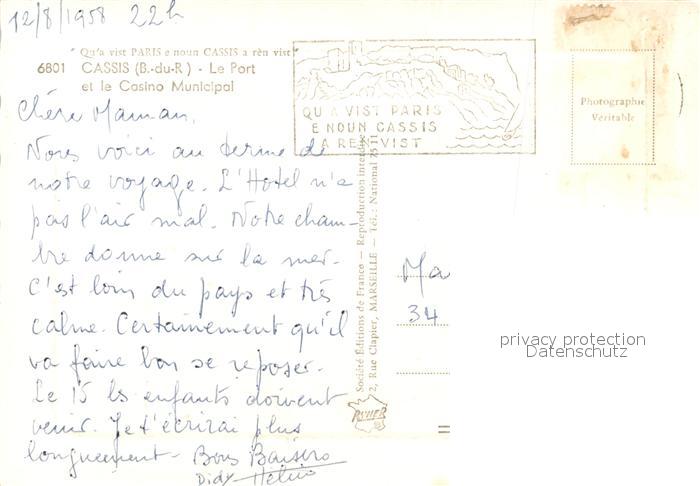 12/8/1958 22h
"Qu'a vist PARIS e noun CASSIS a rèn vist"
6801 CASSIS (B.-du-R) - Le Port
et le Casino Municipal
Chère Maman,
Nous voici au terme de
notre voyage. L'Hotel n'a
pas l'air mal. Notre cham-
bre donne sur la mer.
C'est loin du pays et très
calme. Certainement qu'il
va faire bon se reposer.
Le 15 les enfants doivent
venir. Je t'écrirai plus
longuement - Bons Baisers
Didy
QU'A VIST PARIS
E NOUN CASSIS
A REN VIST
Société Éditions de France — Reproduction interdite
2, Rue Clapier, MARSEILLE — Tél.: National 75
RYNER
Photographie
Véritable
Ma
34
privacy protection
Datenschutz